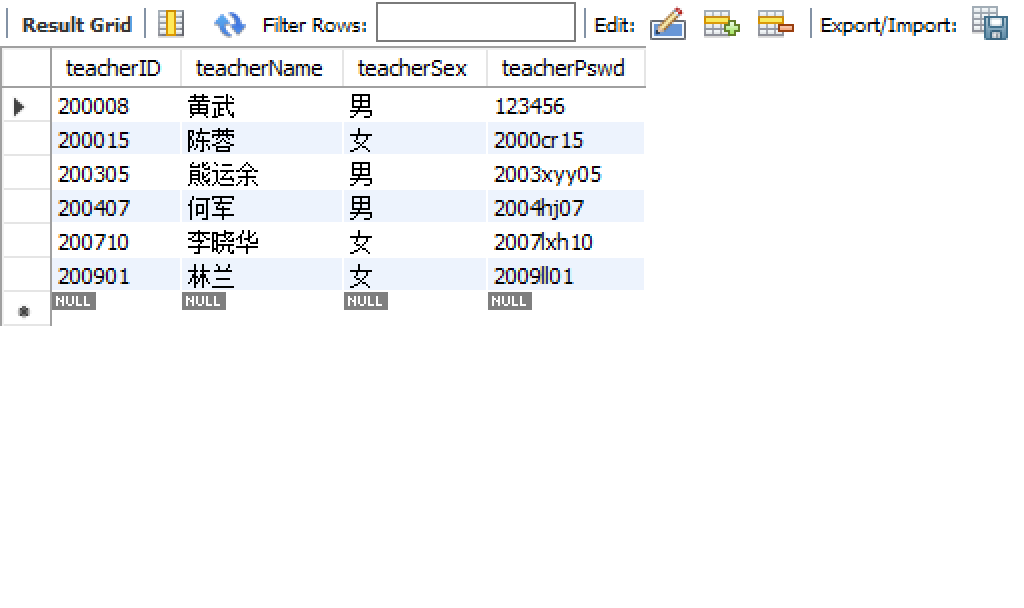 Result Grid Filter Rows: Edit: Export/Import:
teacherID teacherName teacherSex teacherPswd
200008 黄武 男 123456
200015 陈蓉 女 2000cr15
200305 熊运余 男 2003xyy05
200407 何军 男 2004hj07
200710 李晓华 女 2007lxh10
200901 林兰 女 2009ll01
NULL NULL NULL NULL